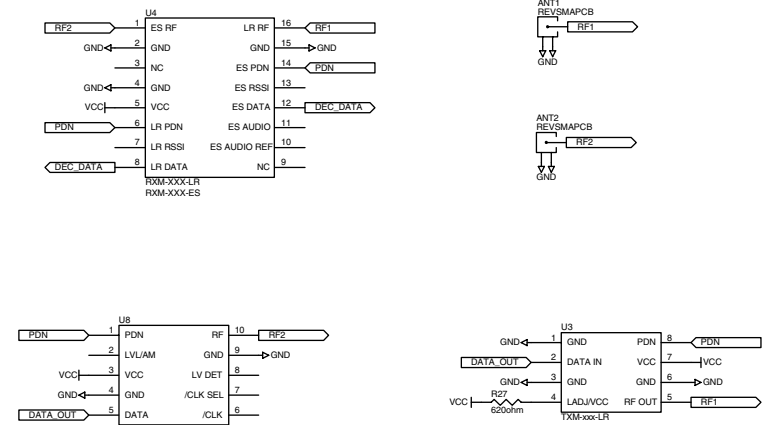 U4
RF2 1 ES RF LR RF 16 RF1
GND 2 GND GND 15 GND
3 NC ES PDN 14 PDN
GND 4 GND ES RSSI 13
VCC 5 VCC ES DATA 12 DEC_DATA
PDN 6 LR PDN ES AUDIO 11
7 LR RSSI ES AUDIO REF 10
DEC_DATA 8 LR DATA NC 9
RXM-XXX-LR
RXM-XXX-ES
ANT1
REVSMAPCB
RF1
GND
ANT2
REVSMAPCB
RF2
GND
U8
PDN 1 PDN RF 10 RF2
2 LVL/AM GND 9 GND
VCC 3 VCC LV DET 8
GND 4 GND /CLK SEL 7
DATA_OUT 5 DATA /CLK 6
U3
GND 1 GND PDN 8 PDN
DATA_OUT 2 DATA IN VCC 7 VCC
GND 3 GND GND 6 GND
R27
VCC 4 LADJ/VCC RF OUT 5 RF1
620ohm
TXM-xxx-LR